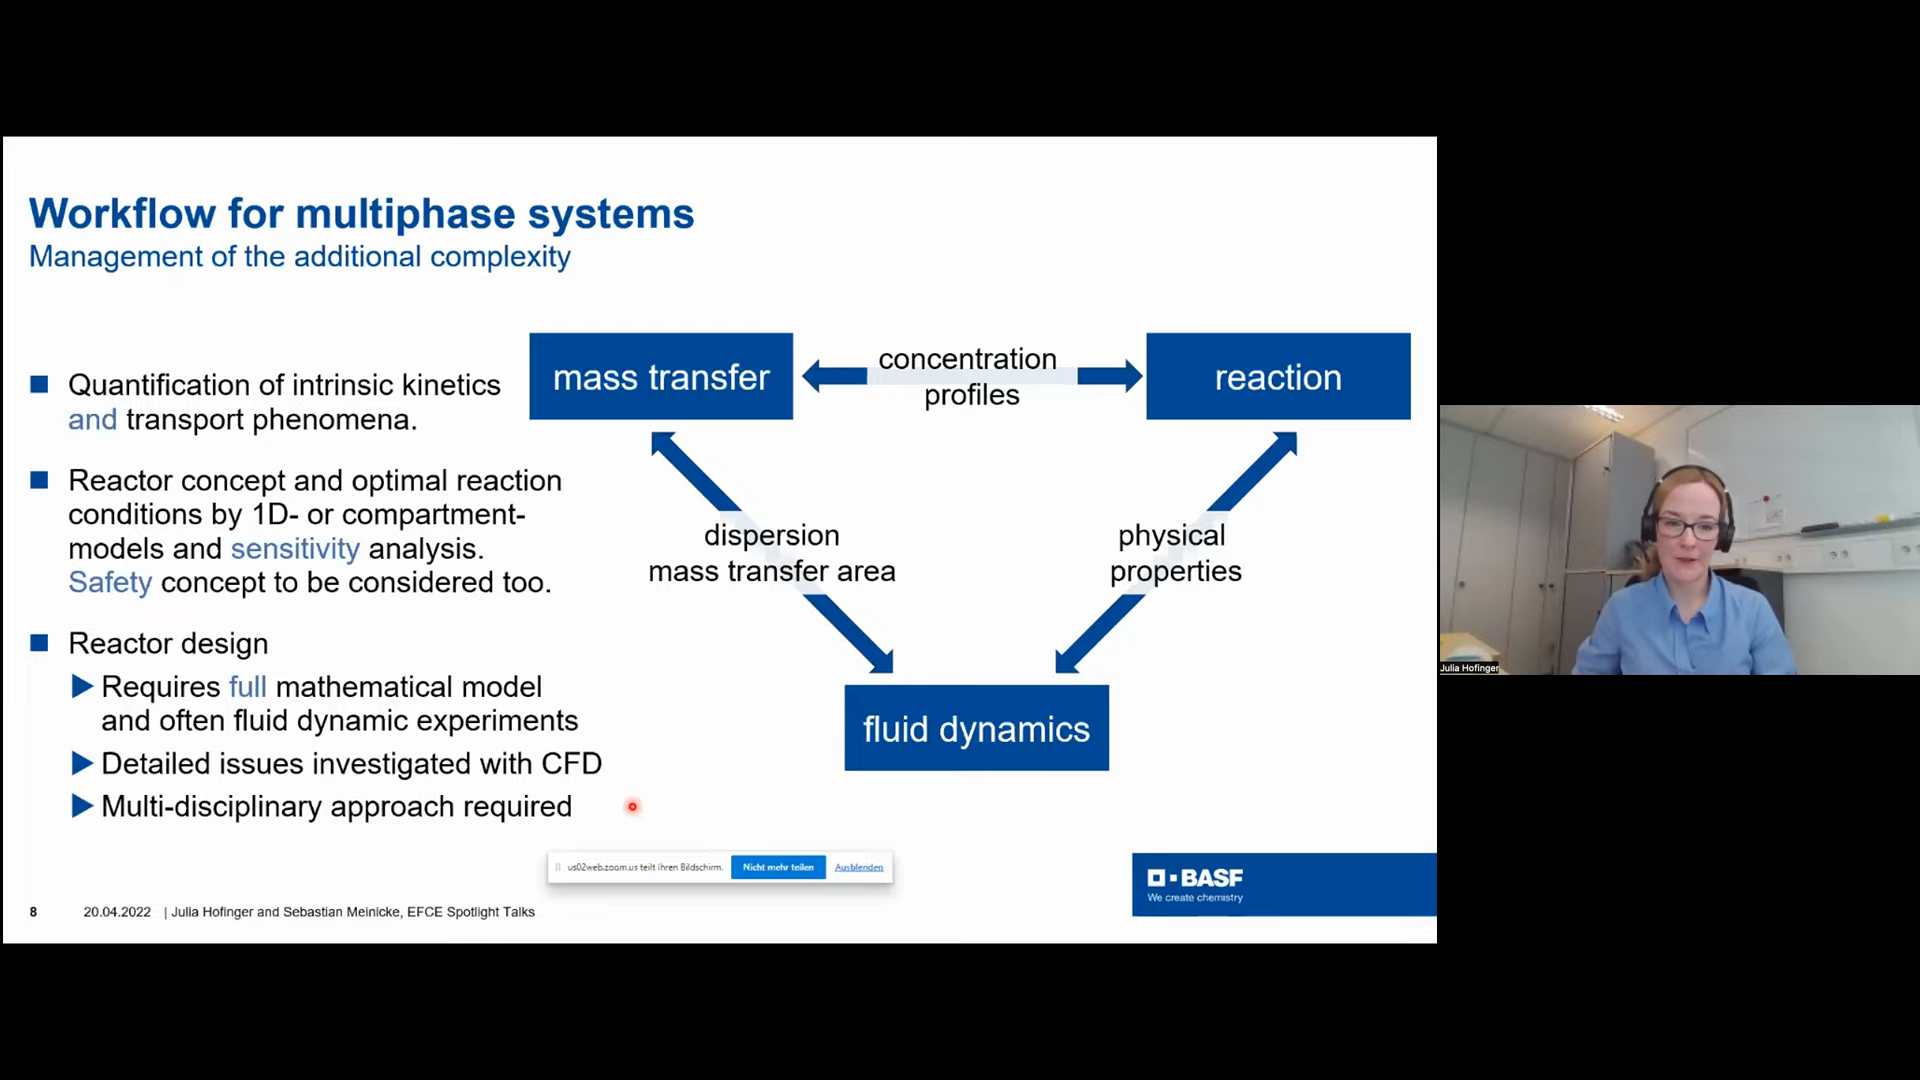 Workflow for multiphase systems
Management of the additional complexity
Quantification of intrinsic kinetics
and transport phenomena.
Reactor concept and optimal reaction
conditions by 1D- or compartment-
models and sensitivity analysis.
Safety concept to be considered too.
Reactor design
Requires full mathematical model
and often fluid dynamic experiments
Detailed issues investigated with CFD
Multi-disciplinary approach required
mass transfer
concentration
profiles
reaction
dispersion
mass transfer area
physical
properties
fluid dynamics
us02web.zoom.us teilt Ihren Bildschirm. Nicht mehr teilen Ausblenden
BASF
We create chemistry
8 20.04.2022 | Julia Hofinger and Sebastian Meinicke, EFCE Spotlight Talks
Julia Hofinger